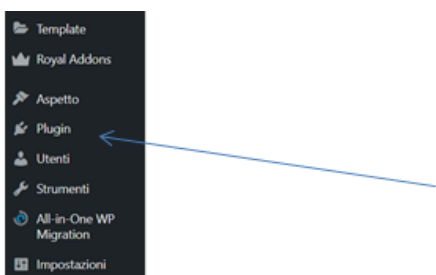 Template
Royal Addons
Aspetto
Plugin
Utenti
Strumenti
All-in-One WP
Migration
Impostazioni